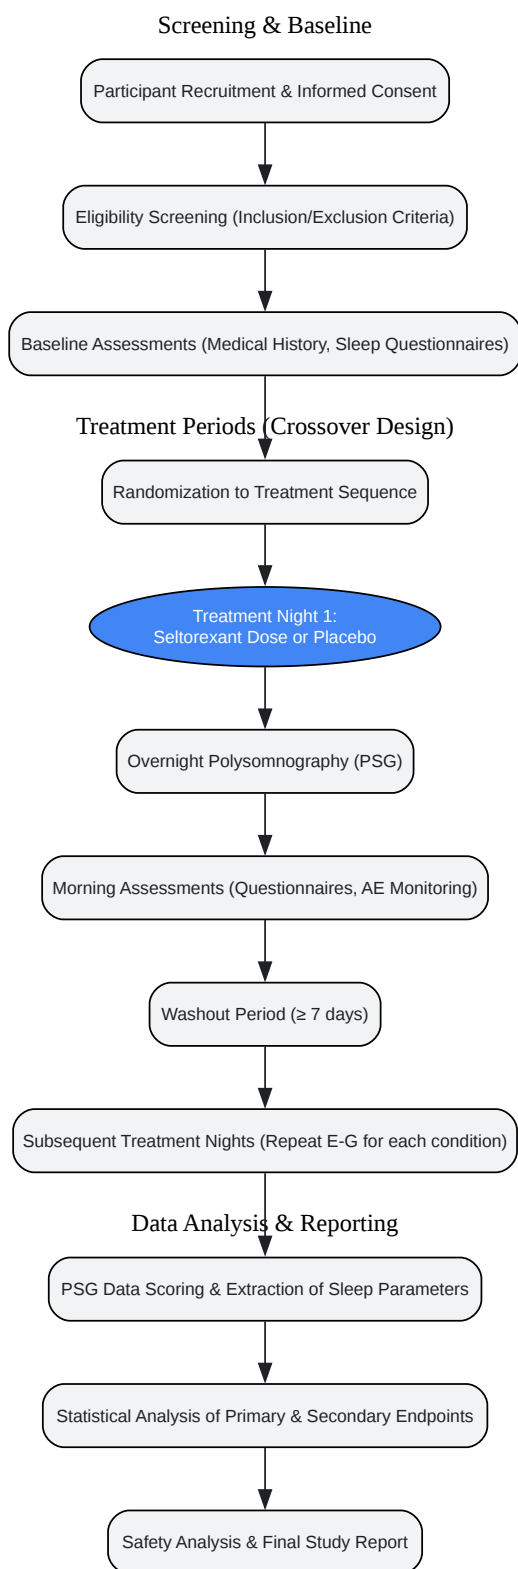 Screening & Baseline
Participant Recruitment & Informed Consent
Eligibility Screening (Inclusion/Exclusion Criteria)
Baseline Assessments (Medical History, Sleep Questionnaires)
Treatment Periods (Crossover Design)
Randomization to Treatment Sequence
Treatment Night 1:
Seltorexant Dose or Placebo
Overnight Polysomnography (PSG)
Morning Assessments (Questionnaires, AE Monitoring)
Washout Period (≥ 7 days)
Subsequent Treatment Nights (Repeat E-G for each condition)
Data Analysis & Reporting
PSG Data Scoring & Extraction of Sleep Parameters
Statistical Analysis of Primary & Secondary Endpoints
Safety Analysis & Final Study Report